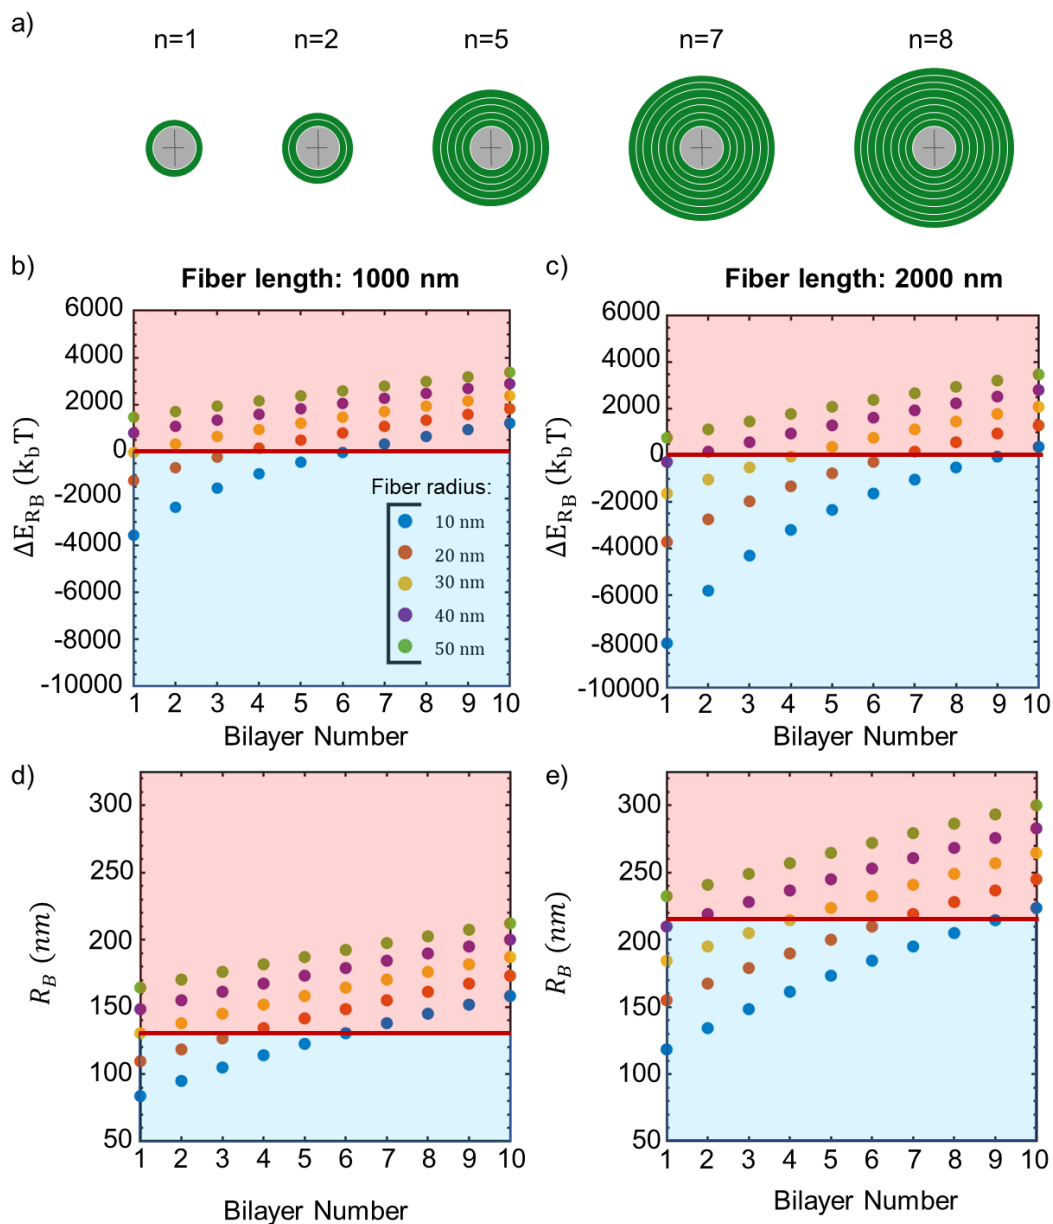 a)
n=1 n=2 n=5 n=7 n=8
b) Fiber length: 1000 nm
6000
4000
2000
0
-2000
-4000
-6000
-8000
-10000
ΔE_{R_B} (k_bT)
Fiber radius:
10 nm
20 nm
30 nm
40 nm
50 nm
1 2 3 4 5 6 7 8 9 10
Bilayer Number
c) Fiber length: 2000 nm
6000
4000
2000
0
-2000
-4000
-6000
-8000
-10000
ΔE_{R_B} (k_bT)
1 2 3 4 5 6 7 8 9 10
Bilayer Number
d)
300
250
200
150
100
50
R_B (nm)
1 2 3 4 5 6 7 8 9 10
Bilayer Number
e)
300
250
200
150
100
50
R_B (nm)
1 2 3 4 5 6 7 8 9 10
Bilayer Number